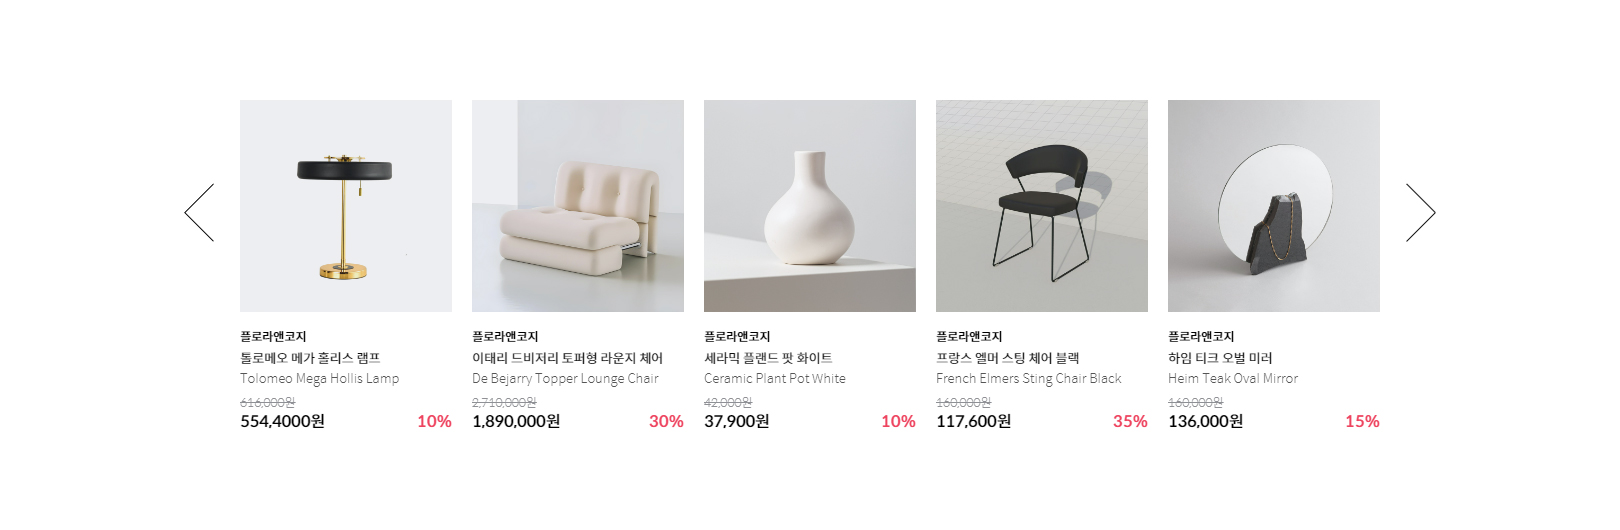 플로라앤코지
톨로메오 메가 홀리스 램프
Tolomeo Mega Hollis Lamp
616,000원
554,4000원 10%
플로라앤코지
이태리 드비저리 토퍼형 라운지 체어
De Bejarry Topper Lounge Chair
2,710,000원
1,890,000원 30%
플로라앤코지
세라믹 플랜드 팟 화이트
Ceramic Plant Pot White
42,000원
37,900원 10%
플로라앤코지
프랑스 엘머 스팅 체어 블랙
French Elmers Sting Chair Black
160,000원
117,600원 35%
플로라앤코지
하임 티크 오벌 미러
Heim Teak Oval Mirror
160,000원
136,000원 15%